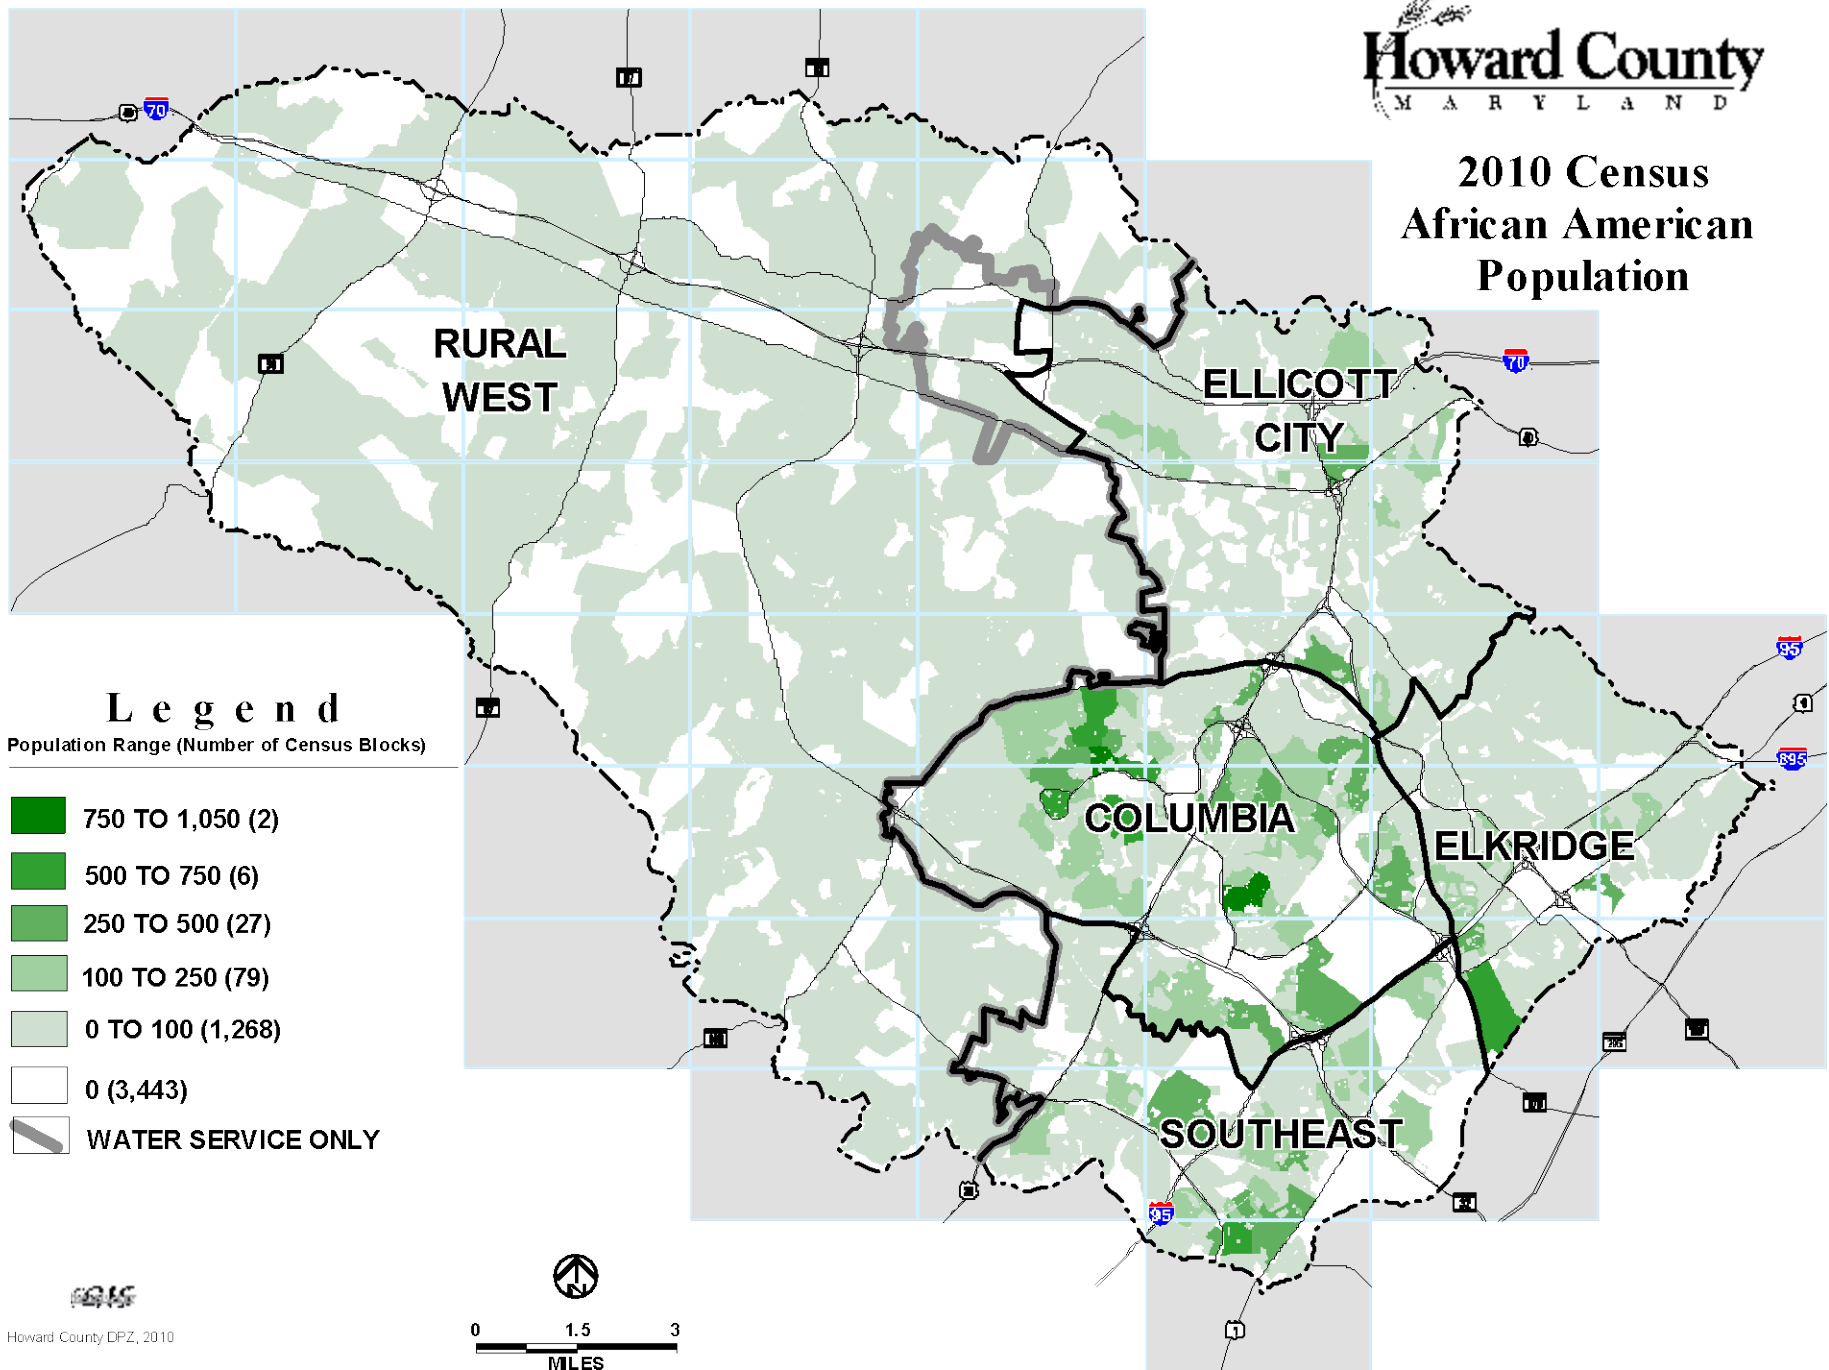 Howard County
MARYLAND
2010 Census
African American
Population
70
RURAL
WEST
ELLICOTT
CITY
70
95
895
COLUMBIA
ELKRIDGE
SOUTHEAST
95
1
Legend
Population Range (Number of Census Blocks)
750 TO 1,050 (2)
500 TO 750 (6)
250 TO 500 (27)
100 TO 250 (79)
0 TO 100 (1,268)
0 (3,443)
WATER SERVICE ONLY
N
0 1.5 3
MILES
Howard County DPZ, 2010